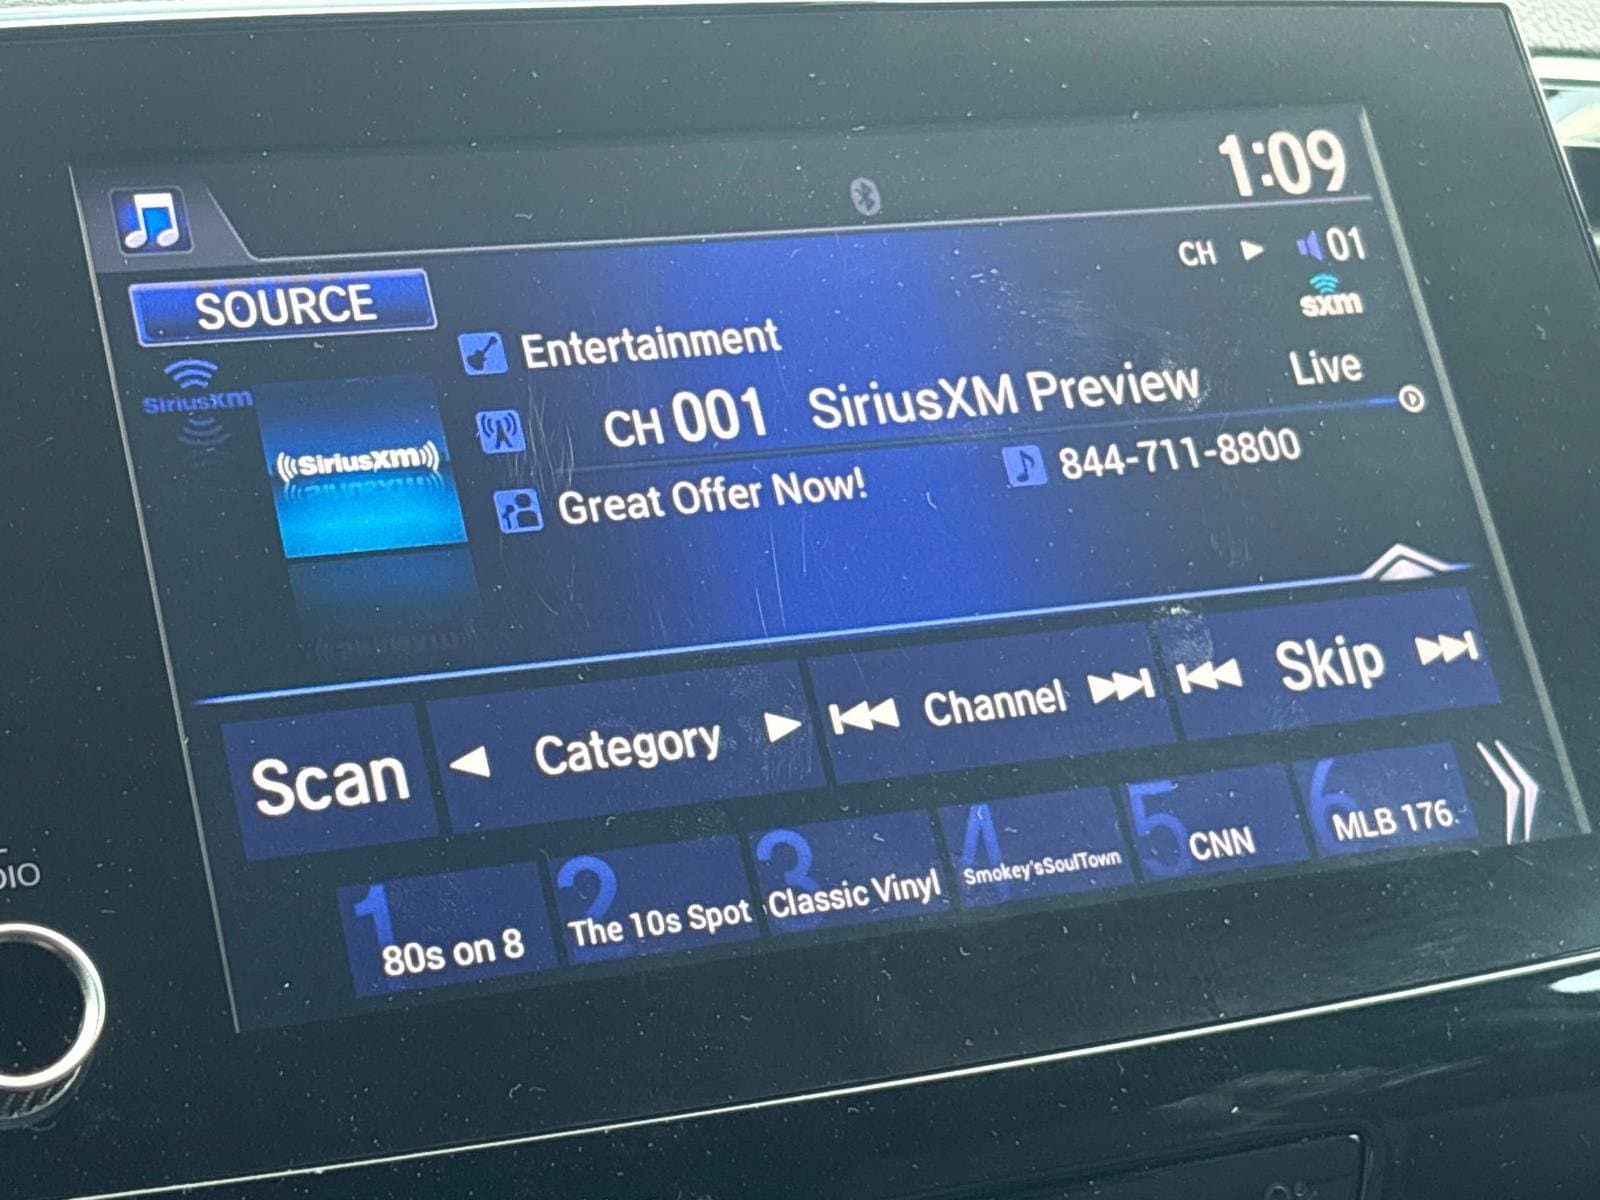 1:09
CH ▶ 01
sxm
SOURCE
SiriusXm
((SiriusXm))
Entertainment
CH 001 SiriusXM Preview Live
Great Offer Now! 844-711-8800
Scan ◀ Category ▶ ⏮ Channel ⏭ ⏮ Skip ⏭
1 80s on 8
2 The 10s Spot
3 Classic Vinyl
4 Smokey'sSoulTown
5 CNN
6 MLB 176